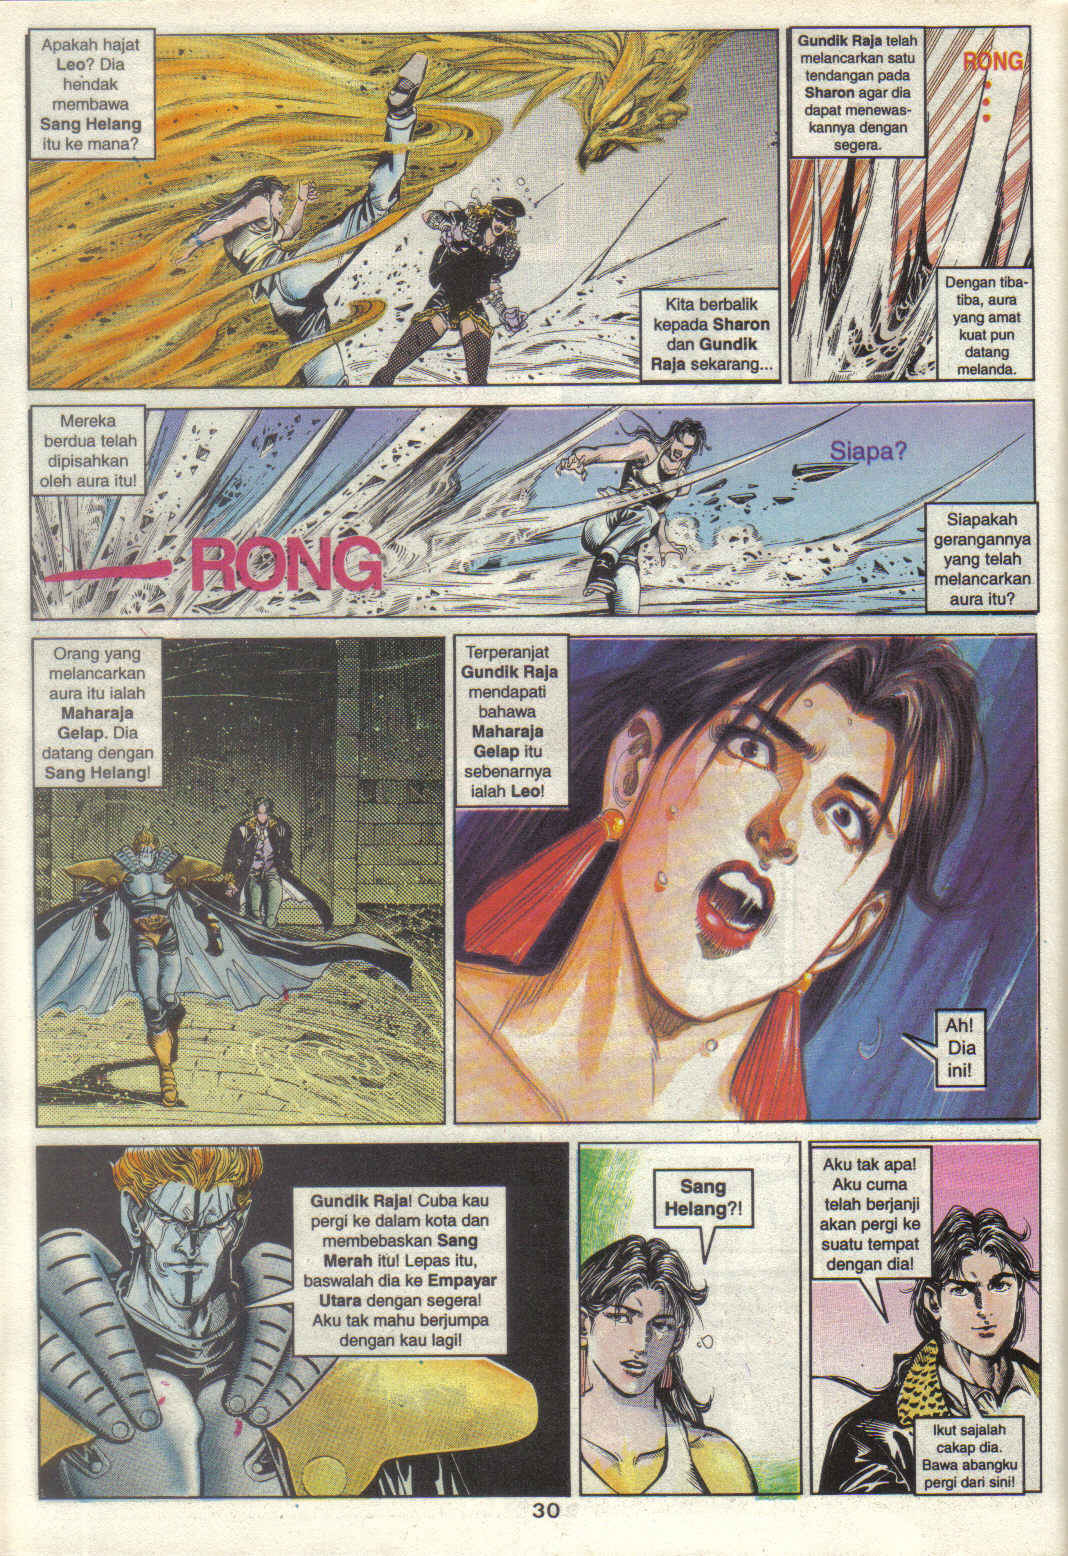 Apakah hajat
Leo? Dia
hendak
membawa
Sang Helang
itu ke mana?
Kita berbalik
kepada Sharon
dan Gundik
Raja sekarang...
Gundik Raja telah
melancarkan satu
tendangan pada
Sharon agar dia
dapat menewas-
kannya dengan
segera.
RONG
Dengan tiba-
tiba, aura
yang amat
kuat pun
datang
melanda.
Mereka
berdua telah
dipisahkan
oleh aura itu!
RONG
Siapa?
Siapakah
gerangannya
yang telah
melancarkan
aura itu?
Orang yang
melancarkan
aura itu ialah
Maharaja
Gelap. Dia
datang dengan
Sang Helang!
Terperanjat
Gundik Raja
mendapati
bahawa
Maharaja
Gelap itu
sebenarnya
ialah Leo!
Ah!
Dia
ini!
Gundik Raja! Cuba kau
pergi ke dalam kota dan
membebaskan Sang
Merah itu! Lepas itu,
baswalah dia ke Empayar
Utara dengan segera!
Aku tak mahu berjumpa
dengan kau lagi!
Sang
Helang?!
Aku tak apa!
Aku cuma
telah berjanji
akan pergi ke
suatu tempat
dengan dia!
Ikut sajalah
cakap dia.
Bawa abangku
pergi dari sini!
30